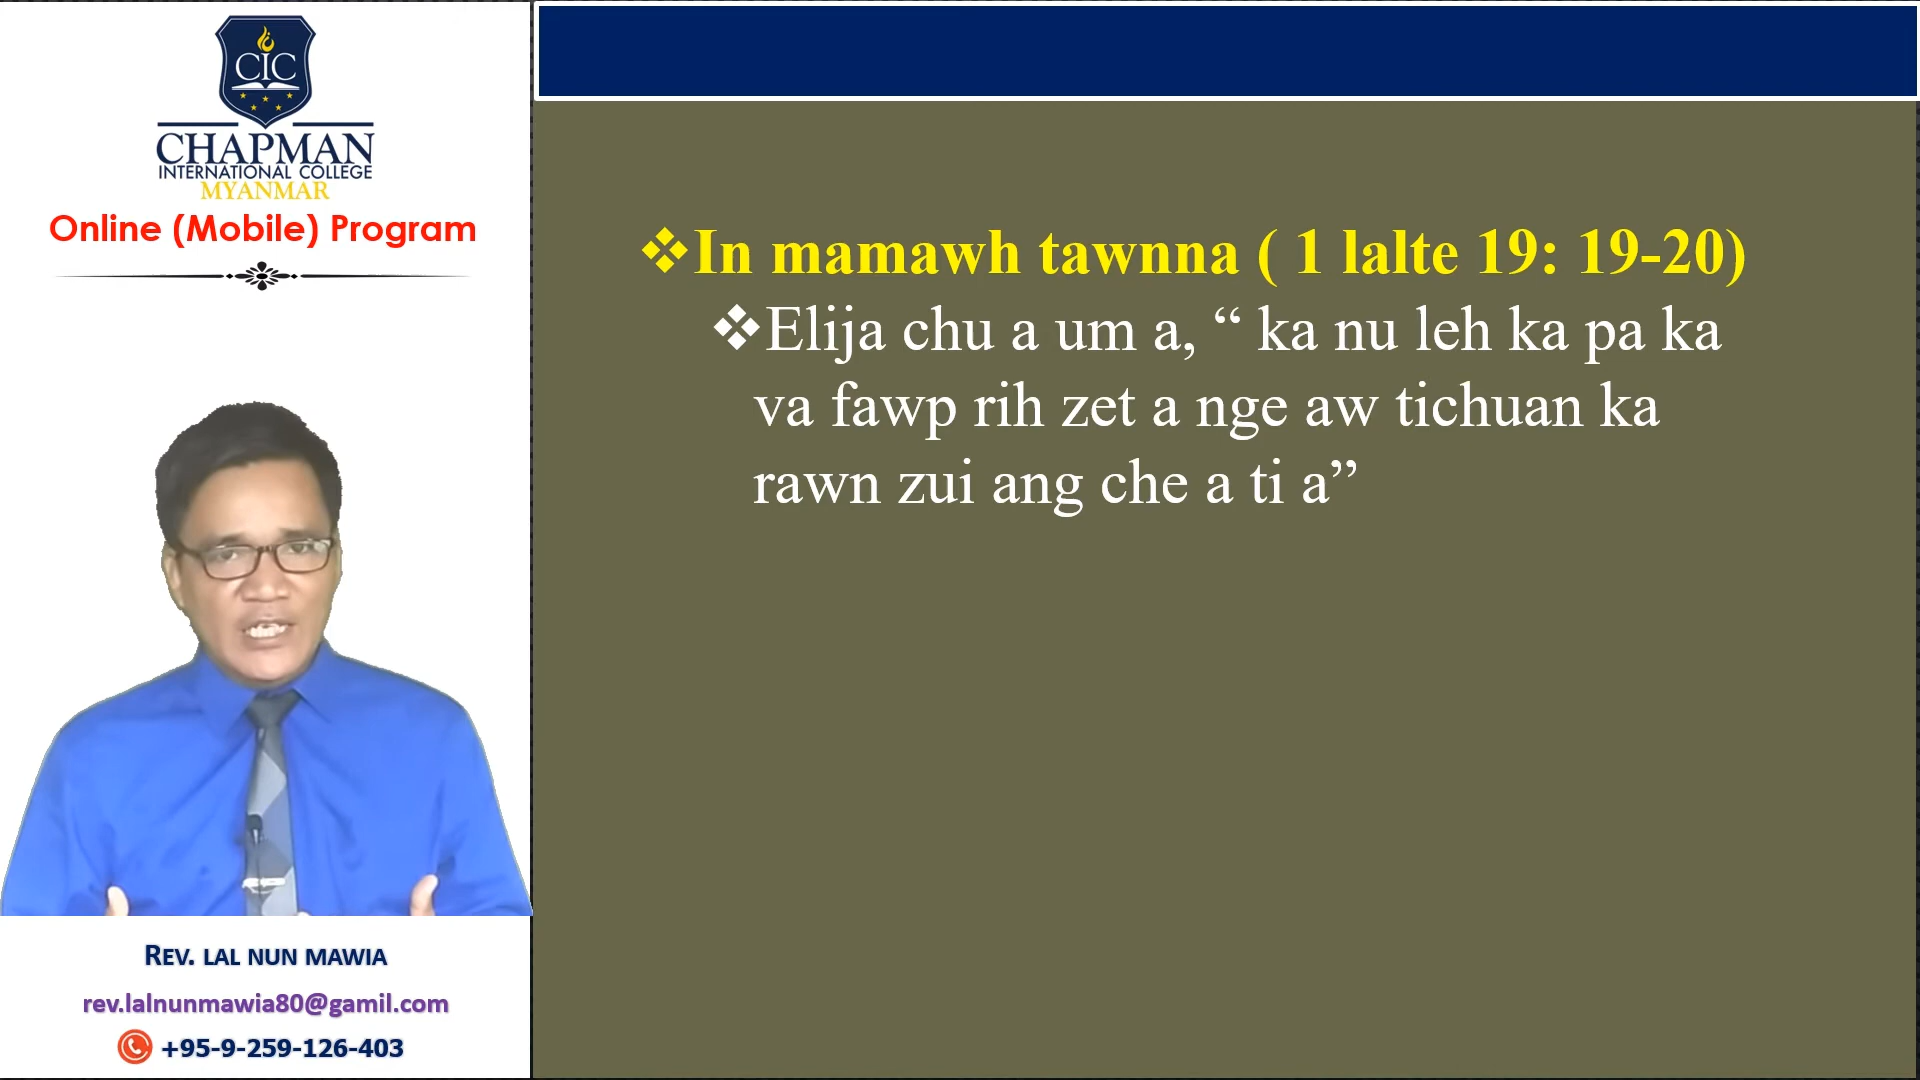 CIC
CHAPMAN
INTERNATIONAL COLLEGE
MYANMAR
Online (Mobile) Program
REV. LAL NUN MAWIA
rev.lalnunmawia80@gamil.com
+95-9-259-126-403
❖In mamawh tawnna ( 1 lalte 19: 19-20)
❖Elija chu a um a, “ ka nu leh ka pa ka
va fawp rih zet a nge aw tichuan ka
rawn zui ang che a ti a”